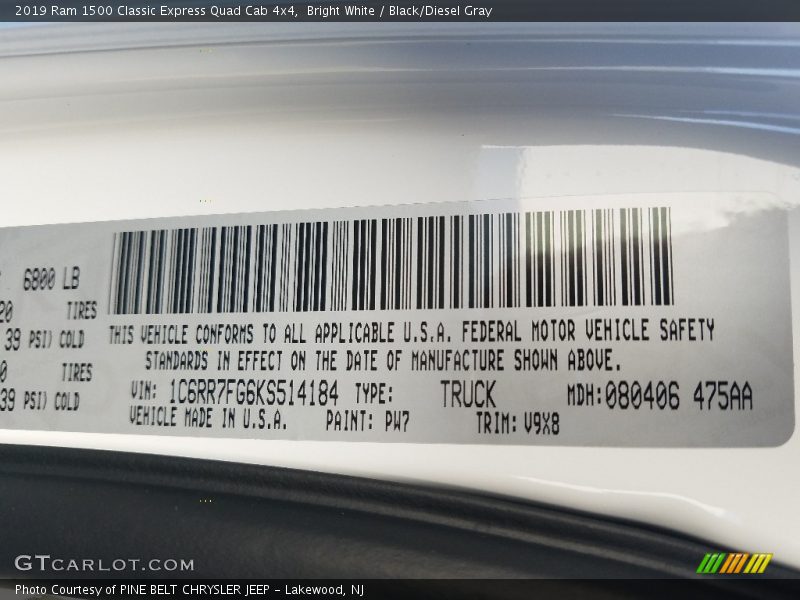 2019 Ram 1500 Classic Express Quad Cab 4x4,  Bright White / Black/Diesel Gray
6800 LB
20 TIRES
39 PSI) COLD
0 TIRES
39 PSI) COLD
THIS VEHICLE CONFORMS TO ALL APPLICABLE U.S.A. FEDERAL MOTOR VEHICLE SAFETY
STANDARDS IN EFFECT ON THE DATE OF MANUFACTURE SHOWN ABOVE.
VIN: 1C6RR7FG6KS514184 TYPE: TRUCK MDH:080406 475AA
VEHICLE MADE IN U.S.A. PAINT: PW7 TRIM: V9X8
GTCARLOT.COM
Photo Courtesy of PINE BELT CHRYSLER JEEP - Lakewood, NJ